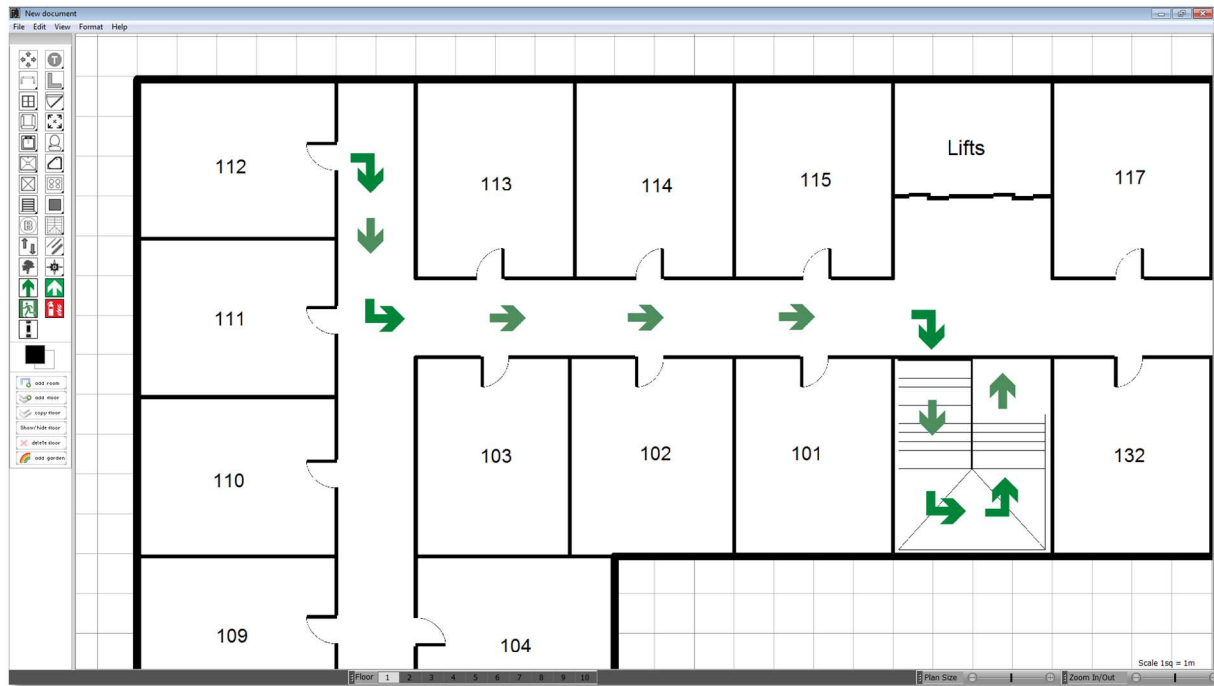 New document
File Edit View Format Help
T
B
add room
add door
copy floor
Show/hide floor
delete floor
add garden
112
113
114
115
Lifts
117
111
110
103
102
101
132
109
104
Scale 1sq = 1m
Floor 1 2 3 4 5 6 7 8 9 10
Plan Size
Zoom In/Out